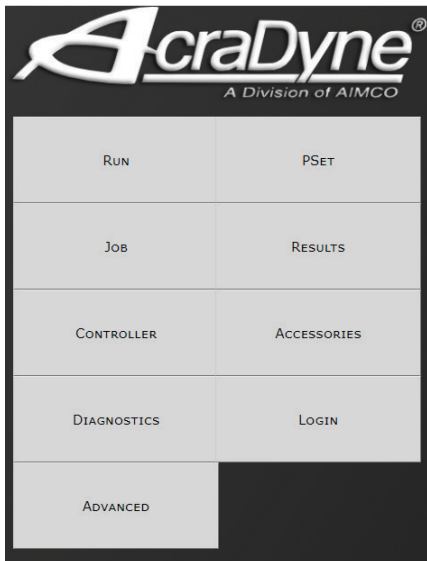 AcraDyne®
A Division of AIMCO
Run PSet
Job Results
Controller Accessories
Diagnostics Login
Advanced